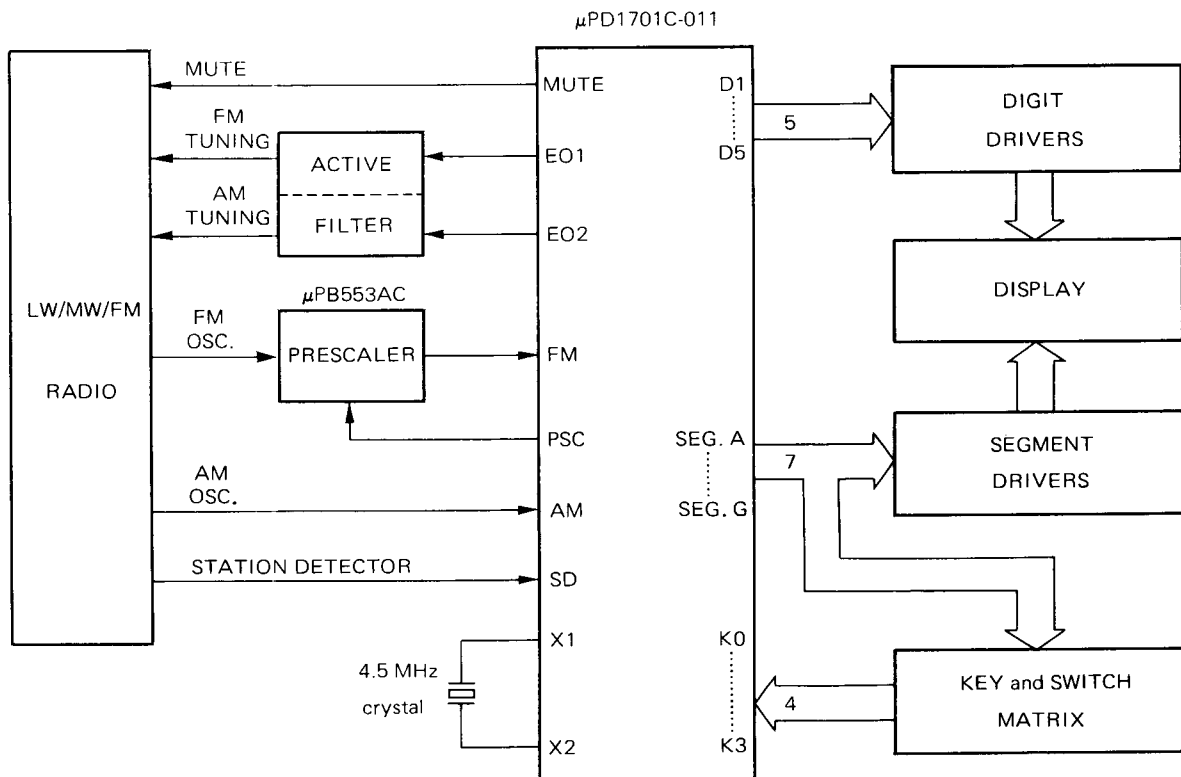 μPD1701C-011
MUTE
FM
TUNING
AM
TUNING
ACTIVE
FILTER
LW/MW/FM
RADIO
μPB553AC
FM
OSC.
PRESCALER
AM
OSC.
STATION DETECTOR
4.5 MHz
crystal
MUTE
EO1
EO2
FM
PSC
AM
SD
X1
X2
D1
D5
5
SEG. A
SEG. G
7
K0
K3
4
DIGIT
DRIVERS
DISPLAY
SEGMENT
DRIVERS
KEY and SWITCH
MATRIX